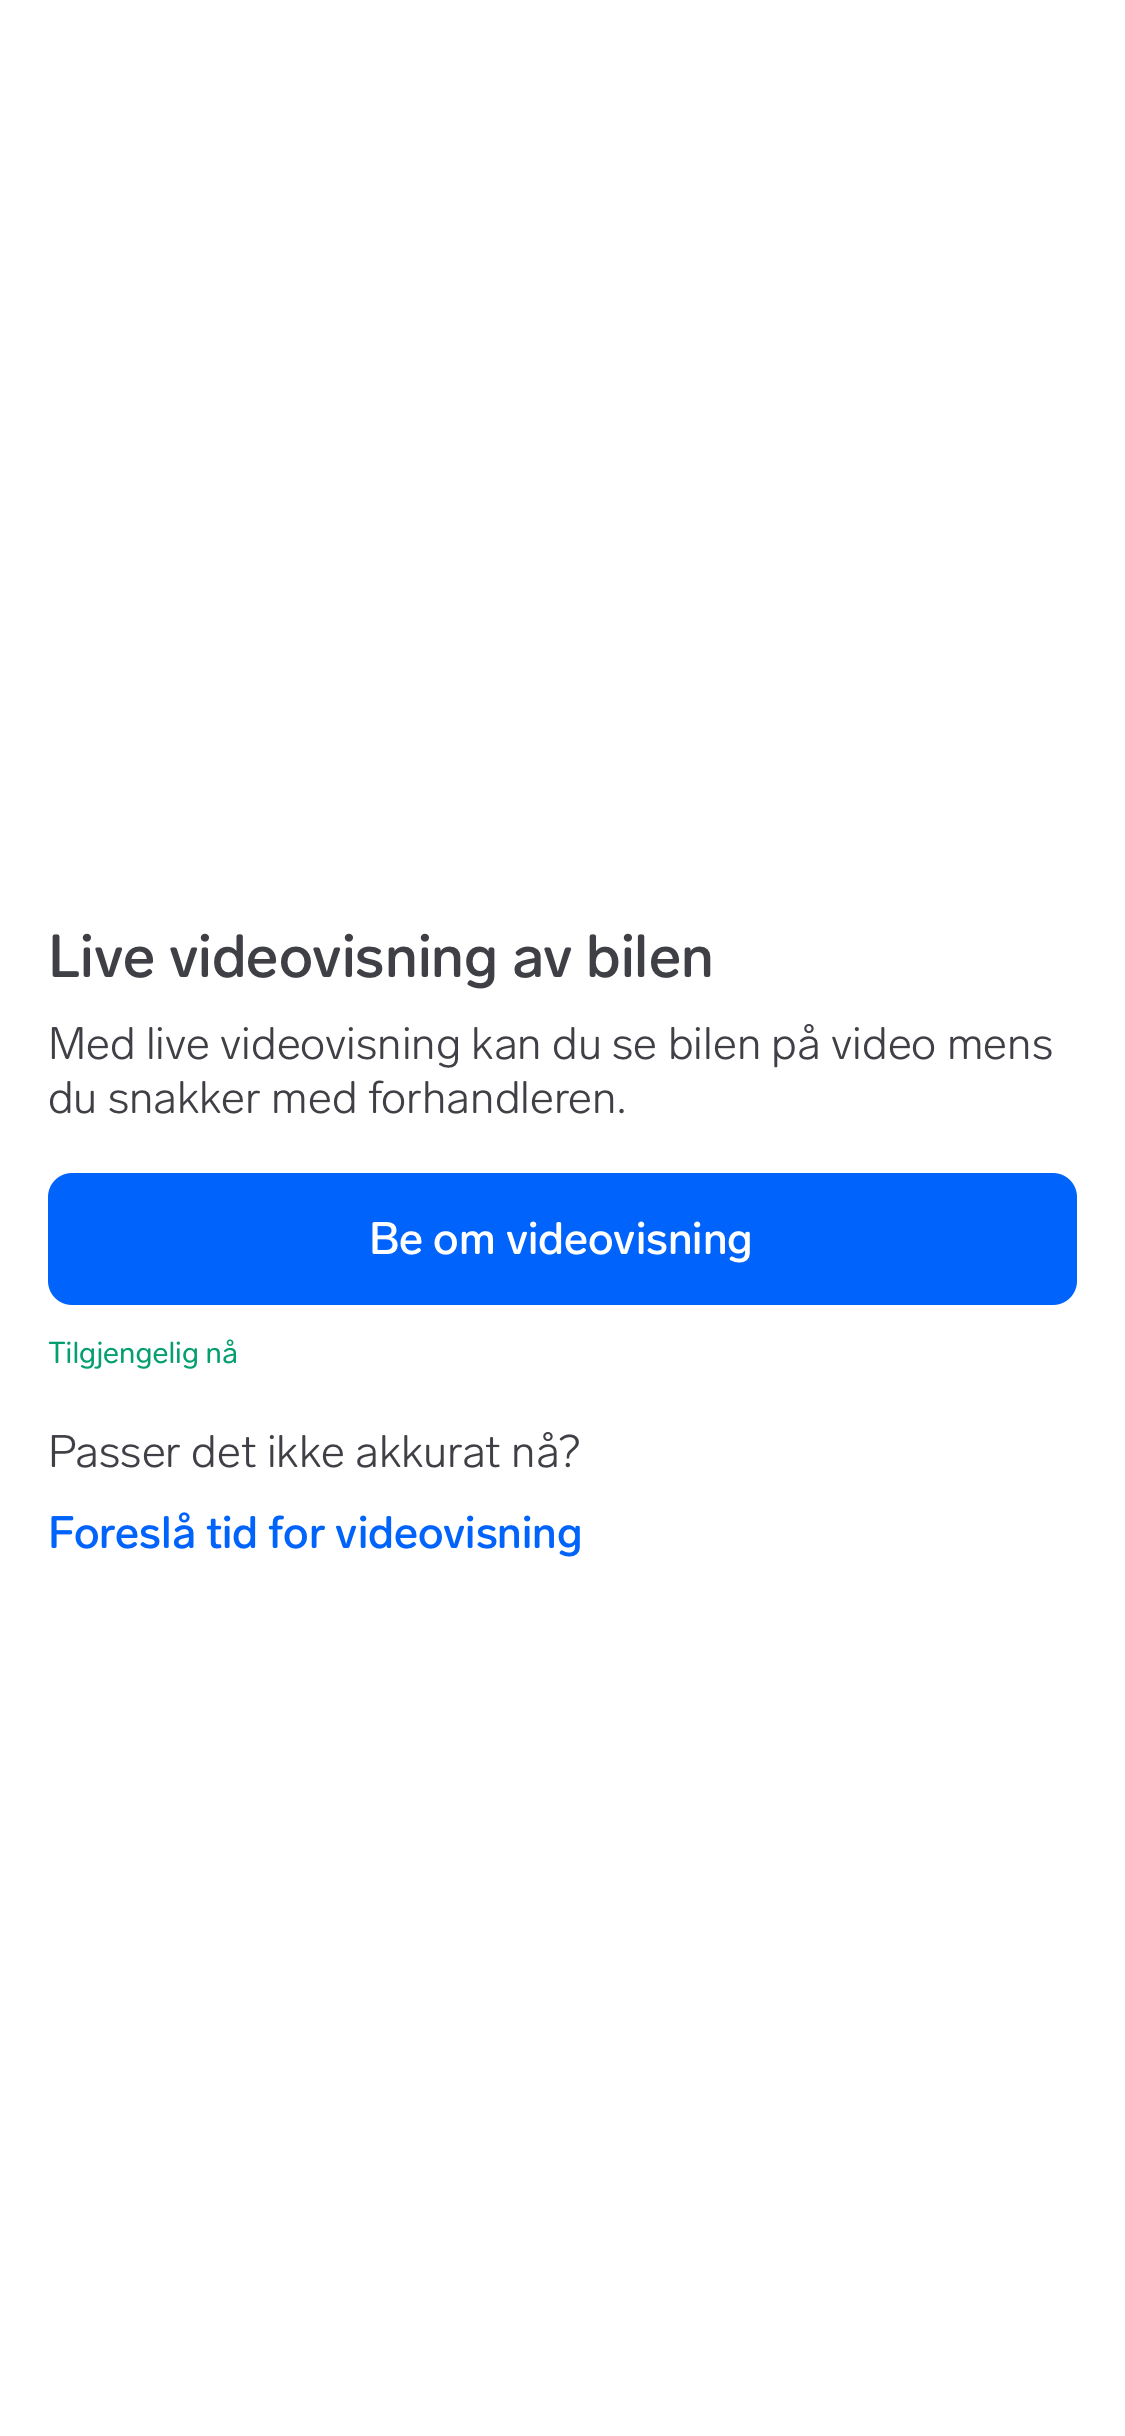 Live videovisning av bilen
Med live videovisning kan du se bilen på video mens
du snakker med forhandleren.
Be om videovisning
Tilgjengelig nå
Passer det ikke akkurat nå?
Foreslå tid for videovisning